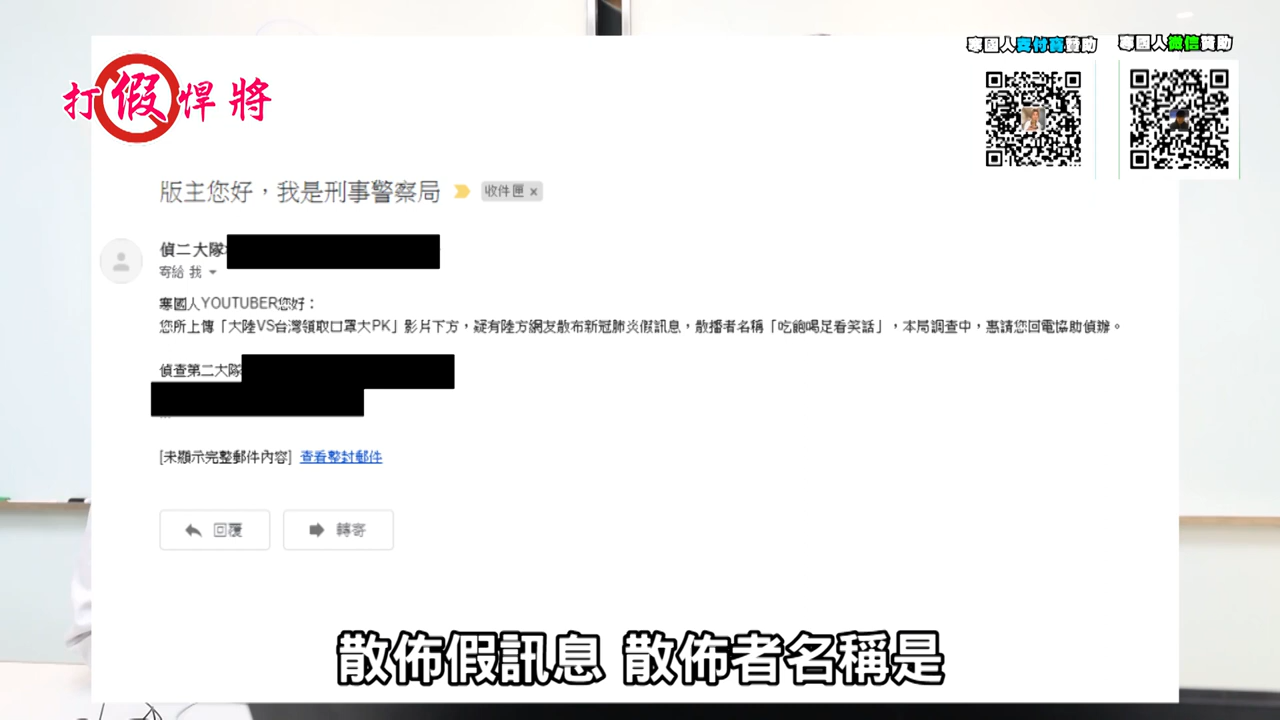 寒國人支付寶贊助
寒國人微信贊助
打假悍將
版主您好，我是刑事警察局
收件匣 x
偵二大隊
寄給 我
寒國人YOUTUBER您好：
您所上傳「大陸VS台灣領取口罩大PK」影片下方，疑有陸方網友散布新冠肺炎假訊息，散播者名稱「吃飽喝足看笑話」，本局調查中，惠請您回電協助偵辦。
偵查第二大隊
[未顯示完整郵件內容] 查看整封郵件
回覆
轉寄
散佈假訊息 散佈者名稱是